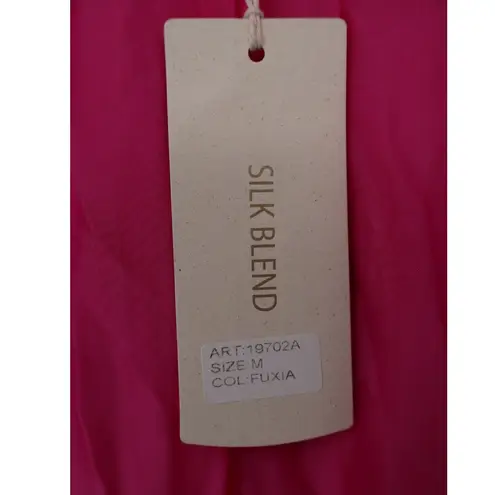 SILK BLEND
ART:19702A
SIZE:M
COL:FUXIA